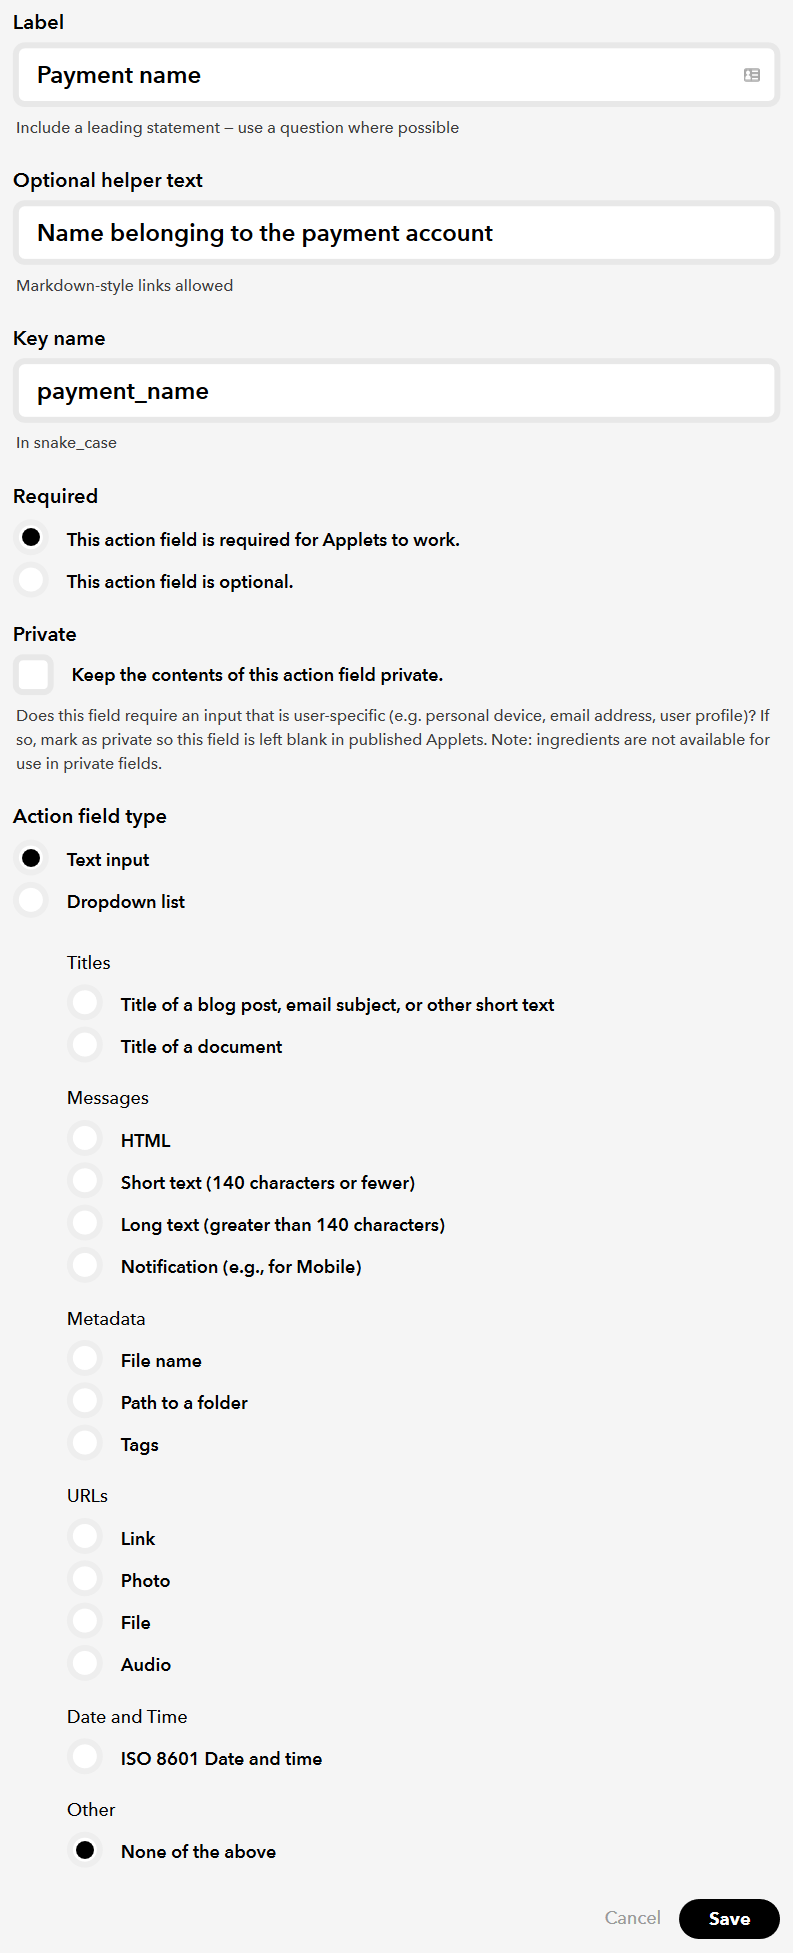 Label
Payment name
Include a leading statement – use a question where possible
Optional helper text
Name belonging to the payment account
Markdown-style links allowed
Key name
payment_name
In snake_case
Required
This action field is required for Applets to work.
This action field is optional.
Private
Keep the contents of this action field private.
Does this field require an input that is user-specific (e.g. personal device, email address, user profile)? If
so, mark as private so this field is left blank in published Applets. Note: ingredients are not available for
use in private fields.
Action field type
Text input
Dropdown list
Titles
Title of a blog post, email subject, or other short text
Title of a document
Messages
HTML
Short text (140 characters or fewer)
Long text (greater than 140 characters)
Notification (e.g., for Mobile)
Metadata
File name
Path to a folder
Tags
URLs
Link
Photo
File
Audio
Date and Time
ISO 8601 Date and time
Other
None of the above
Cancel Save